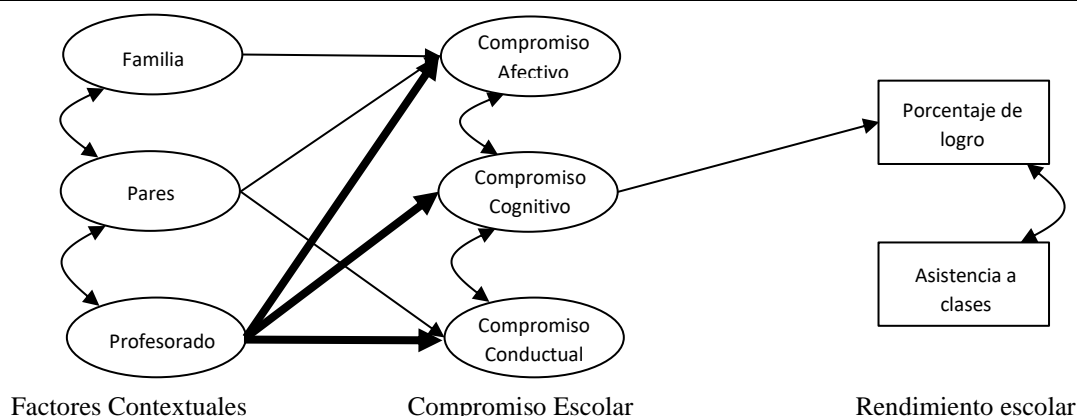 Familia
Pares
Profesorado
Factores Contextuales
Compromiso
Afectivo
Compromiso
Cognitivo
Compromiso
Conductual
Compromiso Escolar
Porcentaje de
logro
Asistencia a
clases
Rendimiento escolar